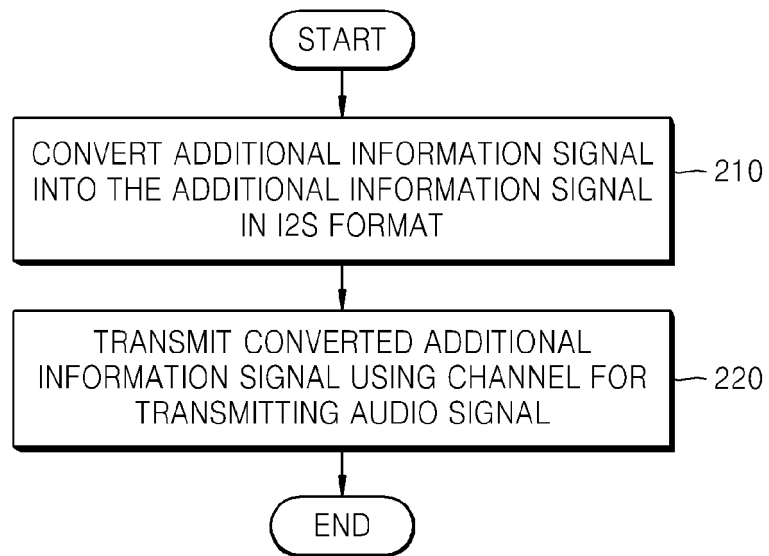 START
CONVERT ADDITIONAL INFORMATION SIGNAL
INTO THE ADDITIONAL INFORMATION SIGNAL
IN I2S FORMAT
210
TRANSMIT CONVERTED ADDITIONAL
INFORMATION SIGNAL USING CHANNEL FOR
TRANSMITTING AUDIO SIGNAL
220
END